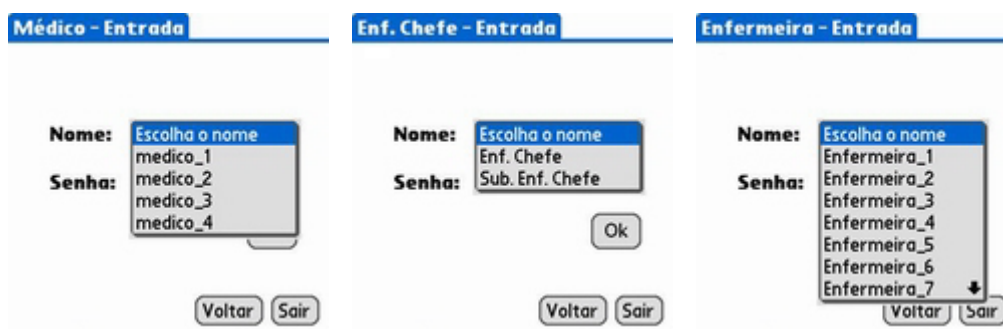 Médico - Entrada
Nome:
Escolha o nome
medico_1
medico_2
medico_3
medico_4
Senha:
Voltar
Sair
Enf. Chefe - Entrada
Nome:
Escolha o nome
Enf. Chefe
Sub. Enf. Chefe
Senha:
Ok
Voltar
Sair
Enfermeira - Entrada
Nome:
Escolha o nome
Enfermeira_1
Enfermeira_2
Enfermeira_3
Enfermeira_4
Enfermeira_5
Enfermeira_6
Enfermeira_7
Senha:
Voltar
Sair